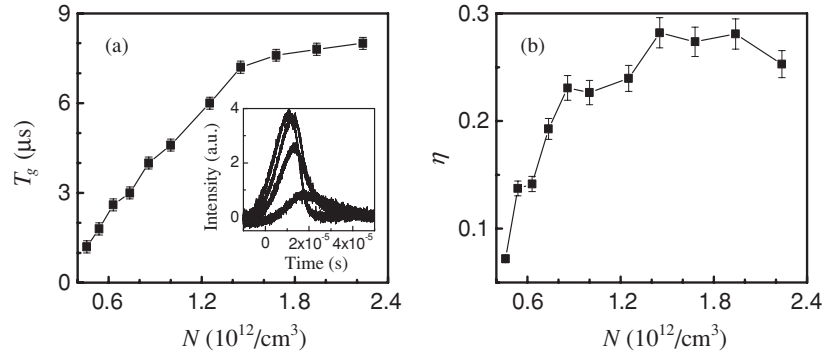 (a)
9
6
3
0
T_g (μs)
0.6 1.2 1.8 2.4
N (10^12/cm^3)
4
2
0
Intensity (a.u.)
0 2x10^-5 4x10^-5
Time (s)
(b)
0.3
0.2
0.1
η
0.6 1.2 1.8 2.4
N (10^12/cm^3)